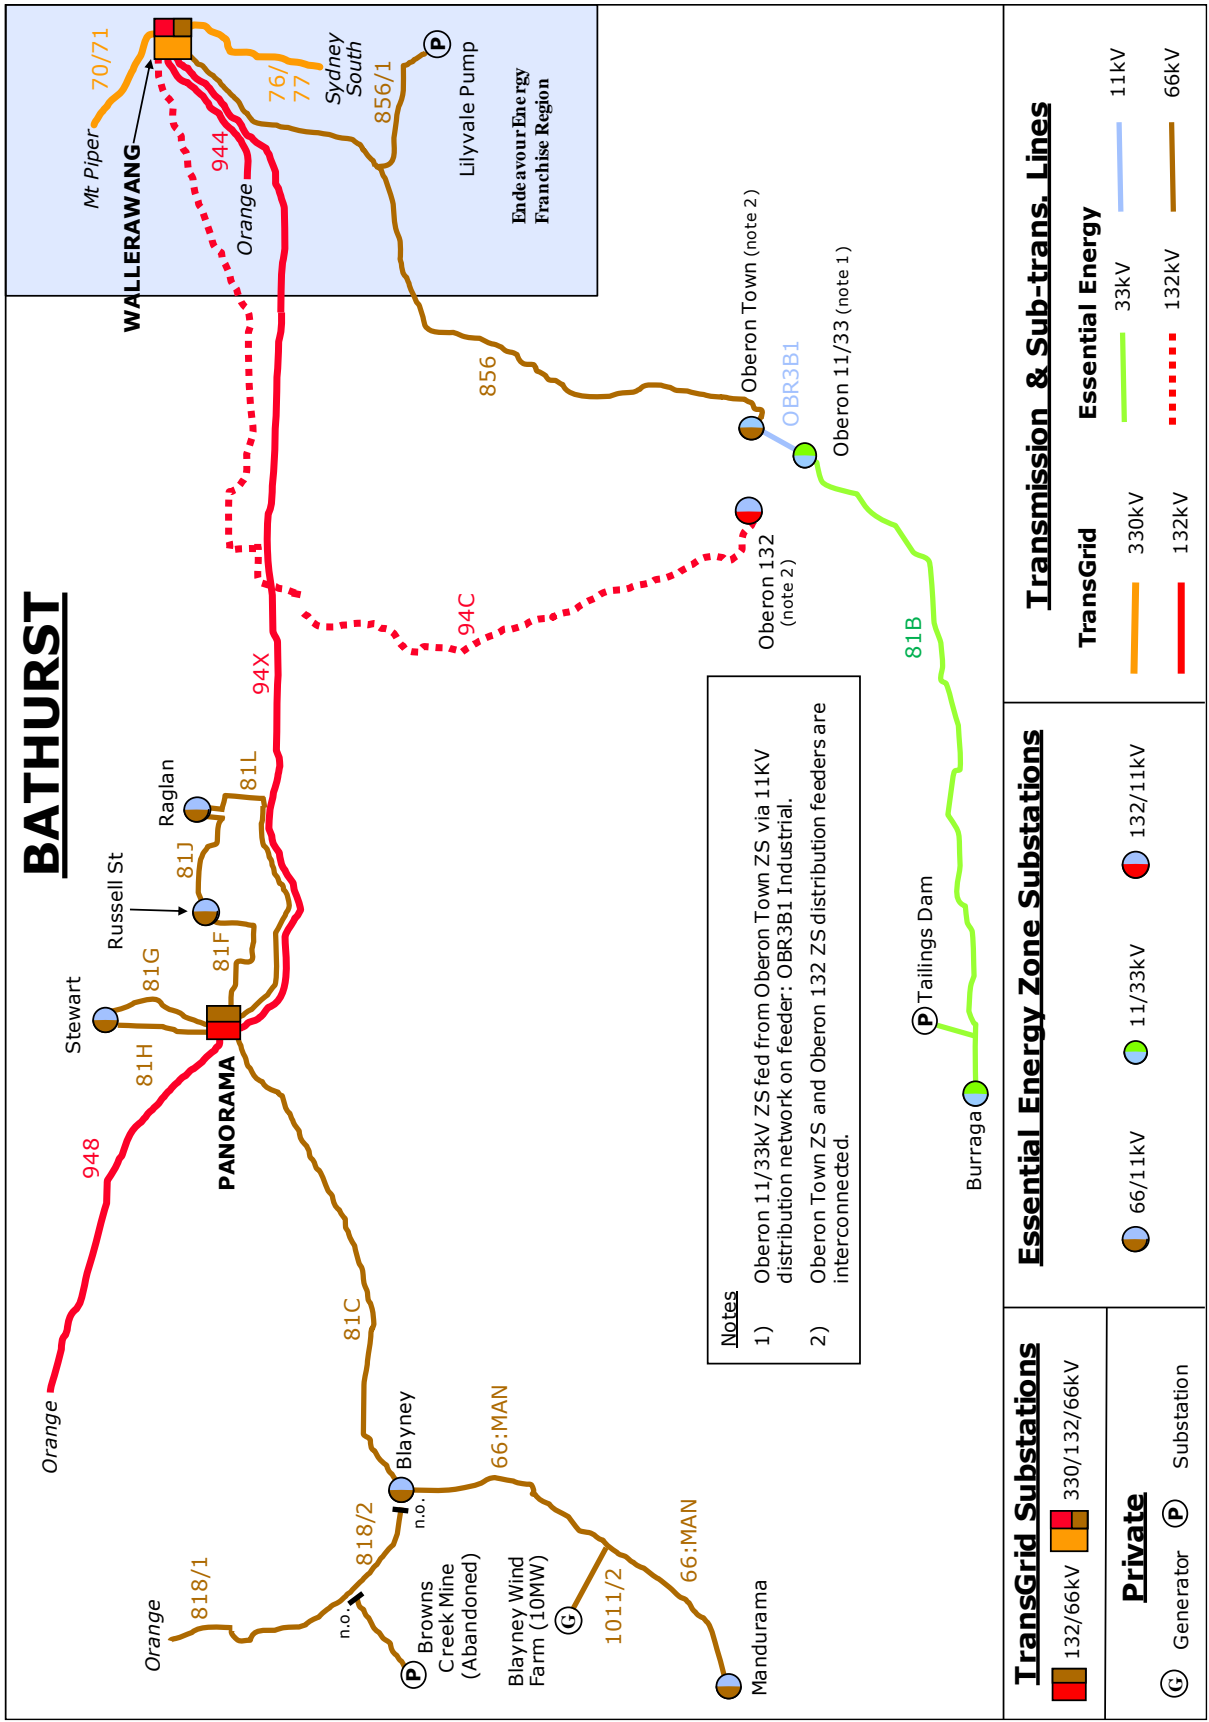 BATHURST
Orange
948
Stewart
81G
81H
Russell St
81F
81J
Raglan
81L
PANORAMA
94X
Mt Piper
70/71
WALLERAWANG
944
Orange
76/
77
Sydney
South
856/1
Lilyvale Pump
P
Endeavour Energy
Franchise Region
94C
856
Orange
818/1
818/2
n.o.
n.o.
81C
Blayney
P
Browns
Creek Mine
(Abandoned)
66:MAN
Blayney Wind
Farm (10MW)
G
1011/2
66:MAN
Mandurama
Oberon Town (note 2)
OBR3B1
Oberon 11/33 (note 1)
Oberon 132
(note 2)
81B
P
Tailings Dam
Burraga
Notes
1) Oberon 11/33kV ZS fed from Oberon Town ZS via 11KV
distribution network on feeder: OBR3B1 Industrial.
2) Oberon Town ZS and Oberon 132 ZS distribution feeders are
interconnected.
TransGrid Substations
132/66kV
330/132/66kV
Private
G Generator
P Substation
Essential Energy Zone Substations
66/11kV
11/33kV
132/11kV
Transmission & Sub-trans. Lines
TransGrid
Essential Energy
330kV
33kV
11kV
132kV
132kV
66kV